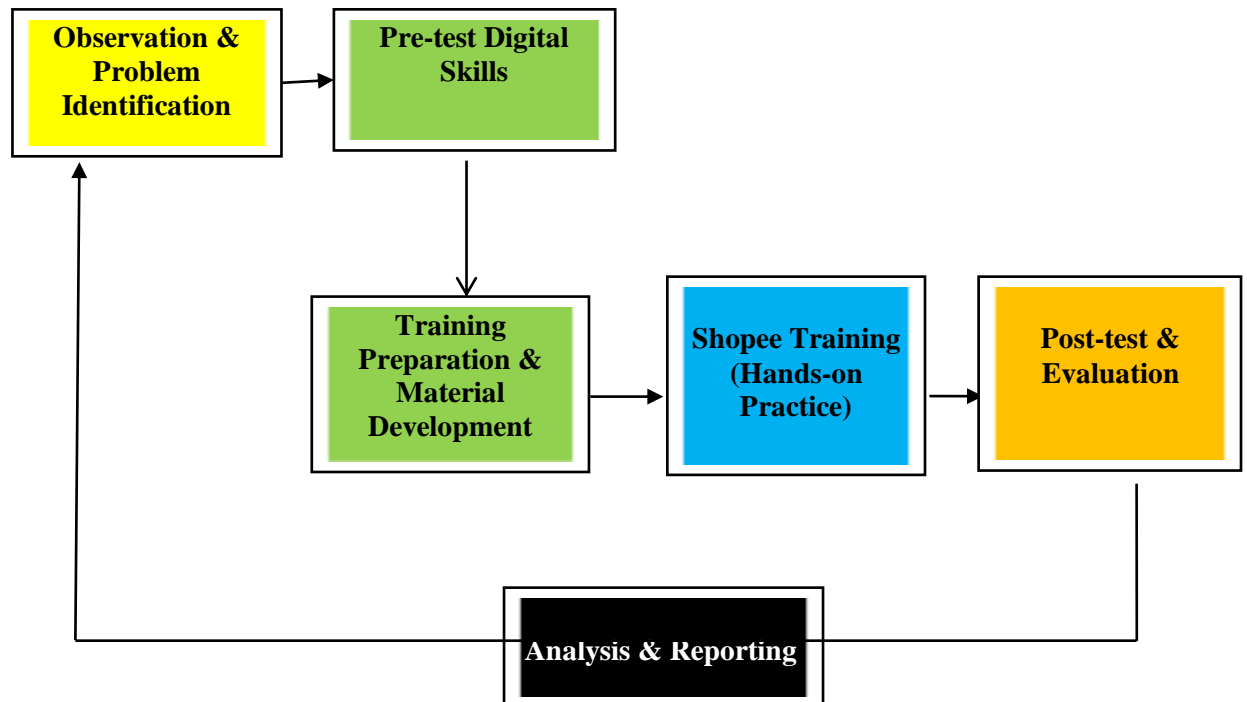 Observation &
Problem
Identification
Pre-test Digital
Skills
Training
Preparation &
Material
Development
Shopee Training
(Hands-on
Practice)
Post-test &
Evaluation
Analysis & Reporting